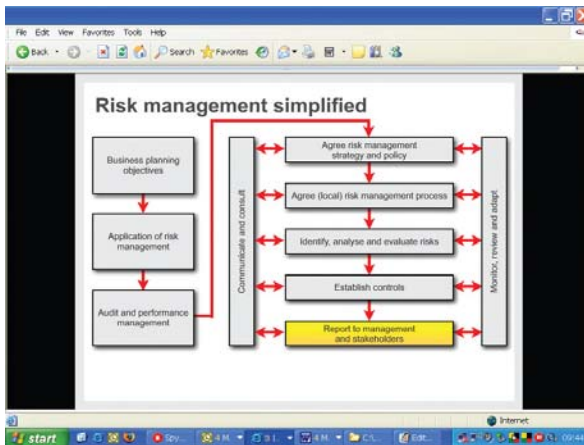 File Edit View Favorites Tools Help
Back Search Favorites
Risk management simplified
Business planning
objectives
Application of risk
management
Audit and performance
management
Communicate and consult
Agree risk management
strategy and policy
Agree (local) risk management process
Identify, analyse and evaluate risks
Establish controls
Report to management
and stakeholders
Monitor, review and adapt
Internet
start